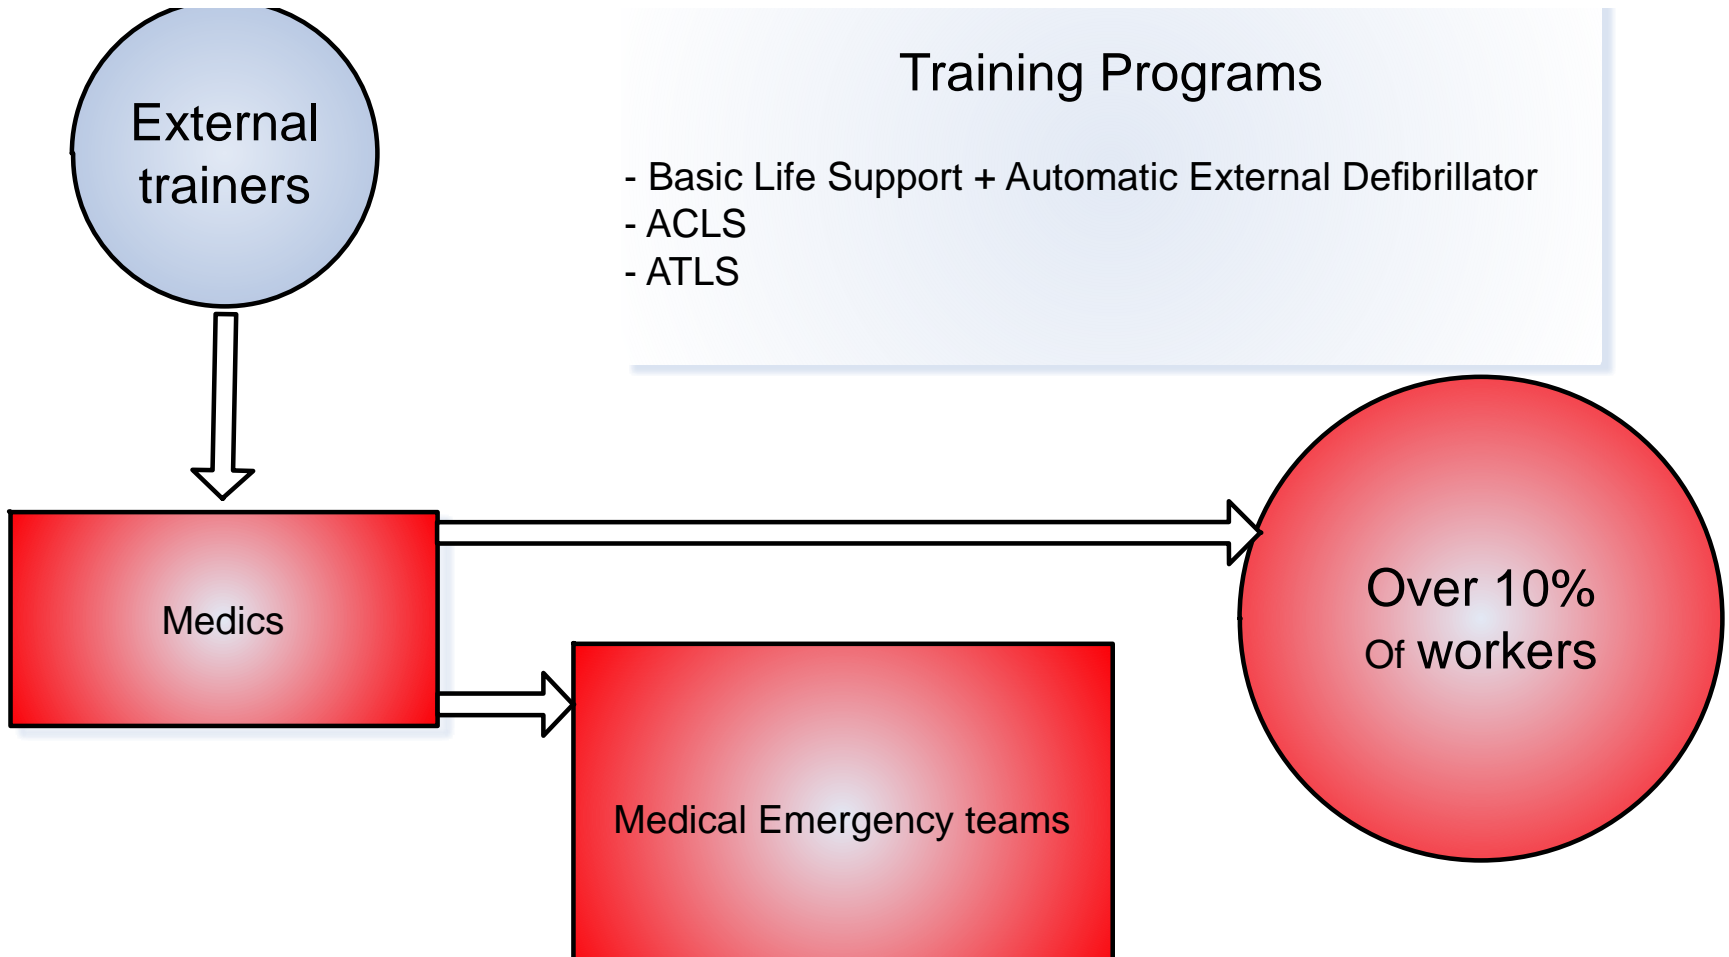 External
trainers
Training Programs
- Basic Life Support + Automatic External Defibrillator
- ACLS
- ATLS
Medics
Over 10%
Of workers
Medical Emergency teams